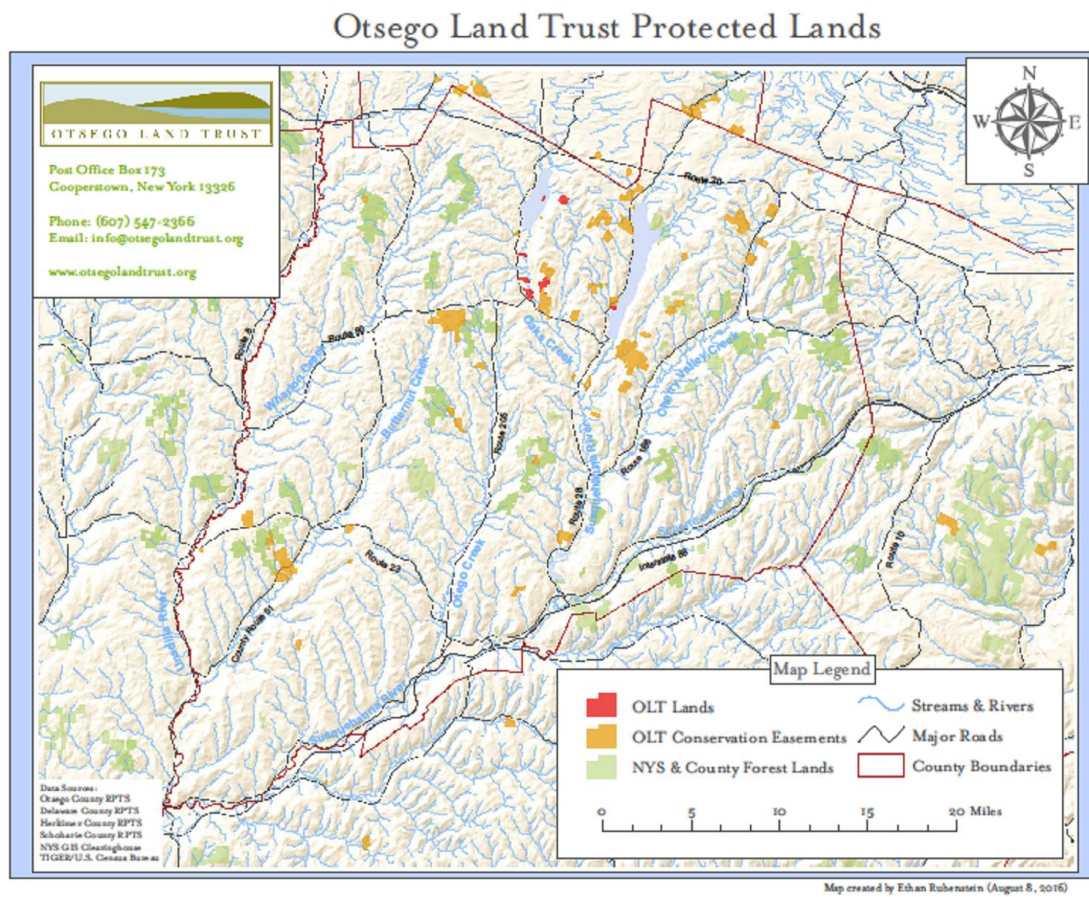 Otsego Land Trust Protected Lands
OTSEGO LAND TRUST
Post Office Box 173
Cooperstown, New York 13326
Phone: (607) 547-2366
Email: info@otsegolandtrust.org
www.otsegolandtrust.org
N
W E
S
Route 20
Route 8
Route 80
Wharton Creek
Butternut Creek
Oaks Creek
Cherry Valley Creek
Route 205
Route 166
Route 28
Susquehanna River
Schenevus Creek
Interstate 88
Route 10
Route 23
Otego Creek
Unadilla River
County Route 51
Susquehanna River
Map Legend
OLT Lands
OLT Conservation Easements
NYS & County Forest Lands
Streams & Rivers
Major Roads
County Boundaries
0 5 10 15 20 Miles
Data Sources:
Otsego County RPTS
Delaware County RPTS
Herkimer County RPTS
Schoharie County RPTS
NYS GIS Clearinghouse
TIGER/U.S. Census Bureau
Map created by Ethan Rubenstein (August 8, 2016)